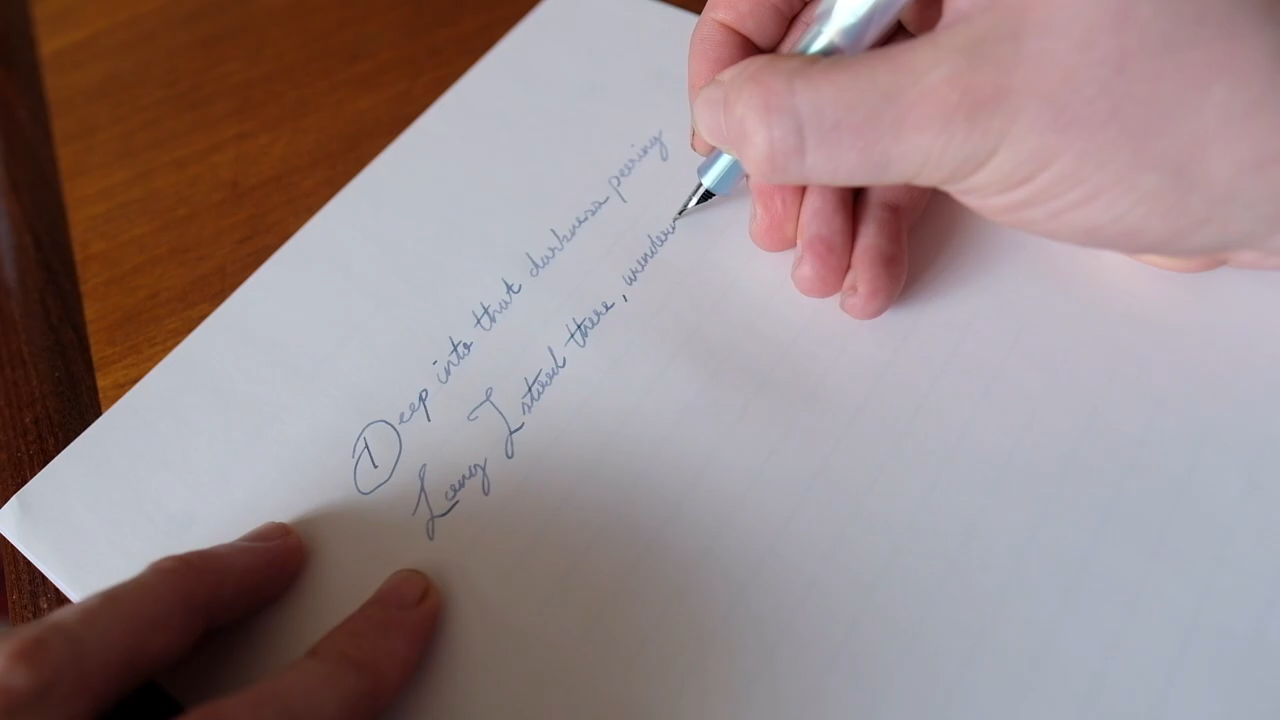 Deep into that darkness peering
Long I stood there, wonder